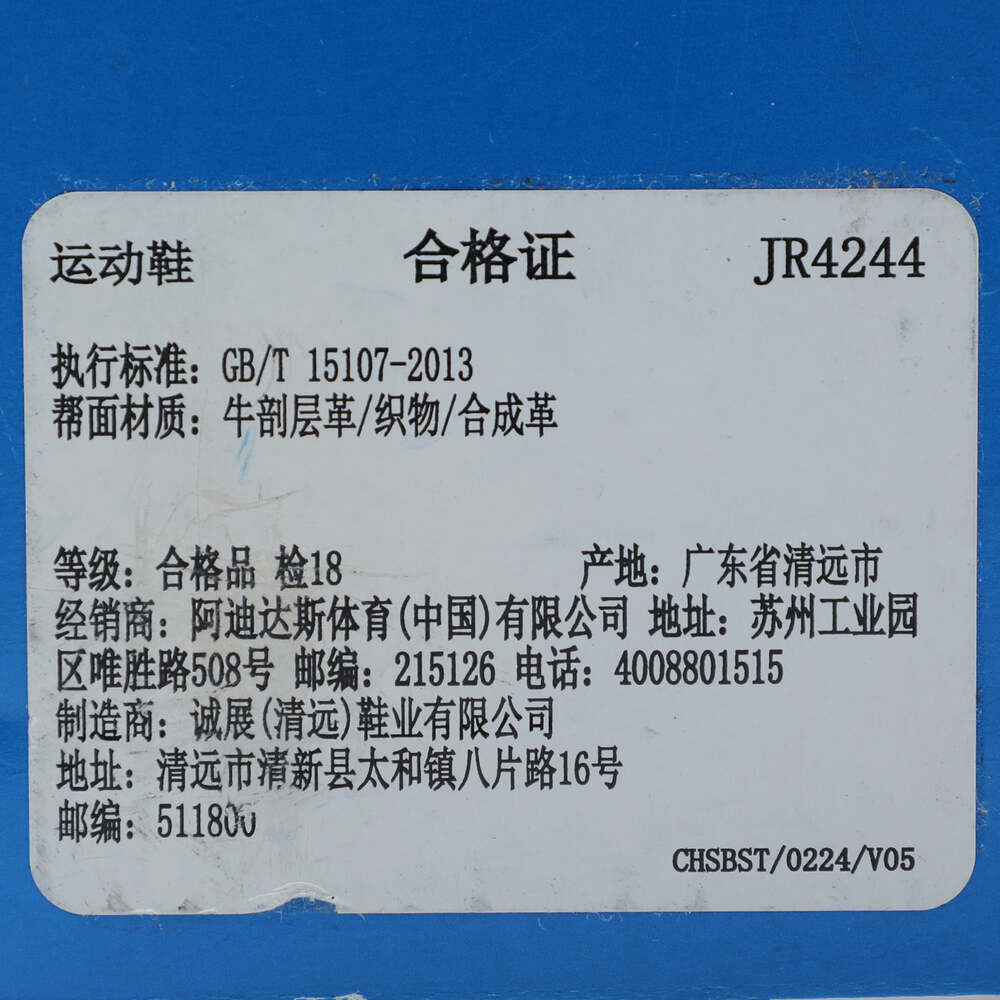 运动鞋 合格证 JR4244
执行标准：GB/T 15107-2013
帮面材质：牛剖层革/织物/合成革
等级：合格品 检18 产地：广东省清远市
经销商：阿迪达斯体育(中国)有限公司 地址：苏州工业园
区唯胜路508号 邮编：215126 电话：4008801515
制造商：诚展(清远)鞋业有限公司
地址：清远市清新县太和镇八片路16号
邮编：511800
CHSBST/0224/V05